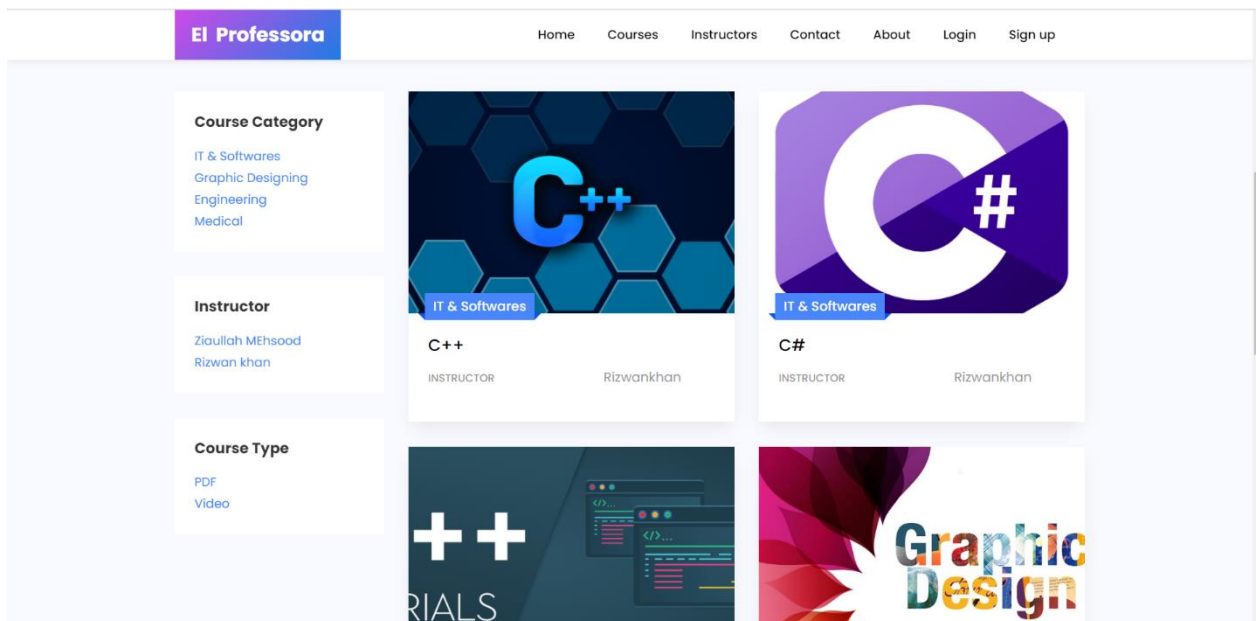 El Professora
Home Courses Instructors Contact About Login Sign up
Course Category
IT & Softwares
Graphic Designing
Engineering
Medical
Instructor
Ziaullah MEhsood
Rizwan khan
Course Type
PDF
Video
C++
IT & Softwares
C++
INSTRUCTOR Rizwankhan
C#
IT & Softwares
C#
INSTRUCTOR Rizwankhan
++
RIALS
</>...
</>...
Graphic
Design